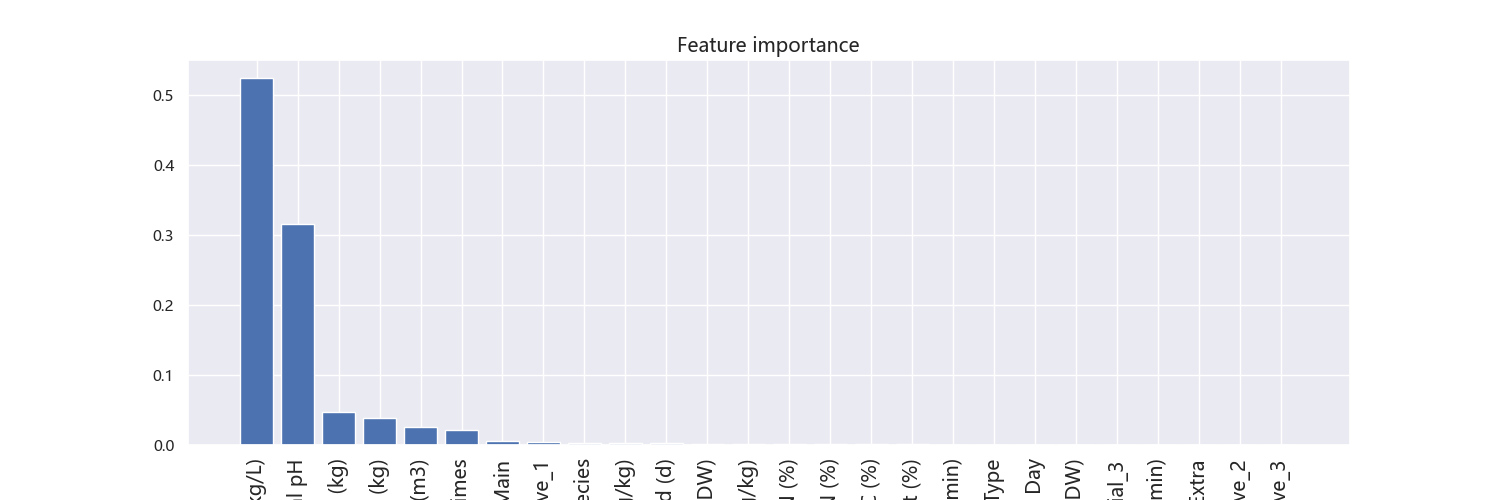 Feature importance
0.5
0.4
0.3
0.2
0.1
0.0
kg/L)
pH
(kg)
(kg)
(m3)
imes
Main
ve_1
ecies
/kg)
(d)
DW)
/kg)
(%)
(%)
(%)
(%)
min)
Type
Day
DW)
ial_3
min)
Extra
ve_2
ve_3